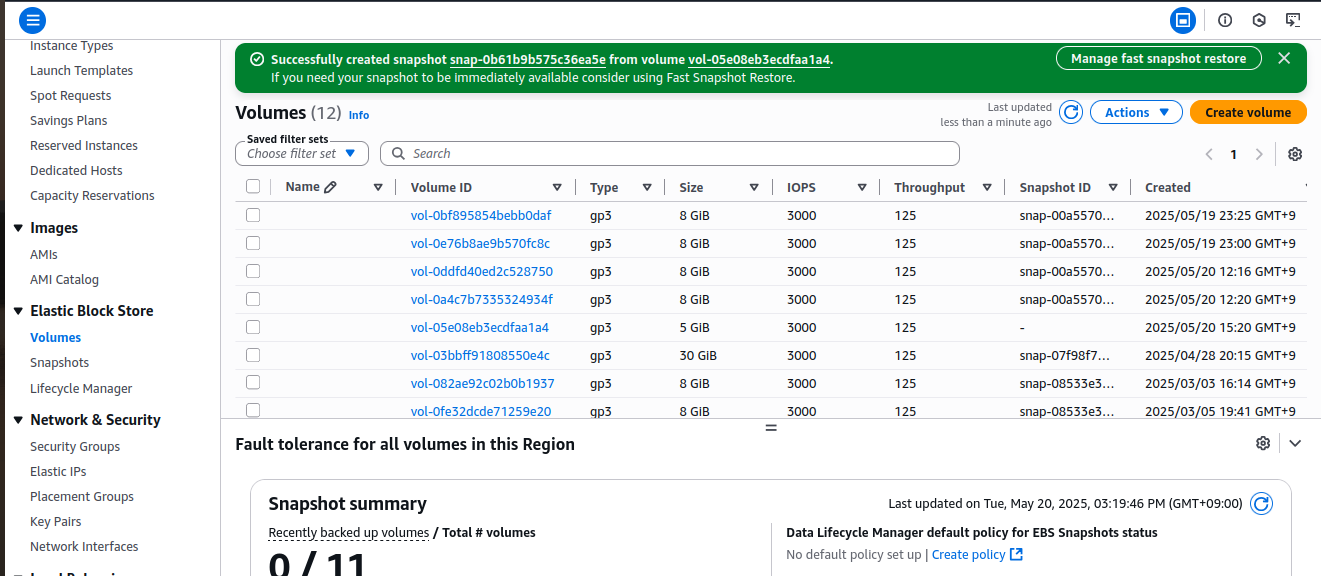 Instance Types
Launch Templates
Spot Requests
Savings Plans
Reserved Instances
Dedicated Hosts
Capacity Reservations
Images
AMIs
AMI Catalog
Elastic Block Store
Volumes
Snapshots
Lifecycle Manager
Network & Security
Security Groups
Elastic IPs
Placement Groups
Key Pairs
Network Interfaces
Successfully created snapshot snap-0b61b9b575c36ea5e from volume vol-05e08eb3ecdfaa1a4.
If you need your snapshot to be immediately available consider using Fast Snapshot Restore.
Manage fast snapshot restore
Volumes (12) Info
Last updated
less than a minute ago
Actions
Create volume
Saved filter sets
Choose filter set
Search
1
Name Volume ID Type Size IOPS Throughput Snapshot ID Created
vol-0bf895854bebb0daf gp3 8 GiB 3000 125 snap-00a5570... 2025/05/19 23:25 GMT+9
vol-0e76b8ae9b570fc8c gp3 8 GiB 3000 125 snap-00a5570... 2025/05/19 23:00 GMT+9
vol-0ddfd40ed2c528750 gp3 8 GiB 3000 125 snap-00a5570... 2025/05/20 12:16 GMT+9
vol-0a4c7b7335324934f gp3 8 GiB 3000 125 snap-00a5570... 2025/05/20 12:20 GMT+9
vol-05e08eb3ecdfaa1a4 gp3 5 GiB 3000 125 - 2025/05/20 15:20 GMT+9
vol-03bbff91808550e4c gp3 30 GiB 3000 125 snap-07f98f7... 2025/04/28 20:15 GMT+9
vol-082ae92c02b0b1937 gp3 8 GiB 3000 125 snap-08533e3... 2025/03/03 16:14 GMT+9
vol-0fe32dcde71259e20 gp3 8 GiB 3000 125 snap-08533e3... 2025/03/05 19:41 GMT+9
Fault tolerance for all volumes in this Region
Snapshot summary
Last updated on Tue, May 20, 2025, 03:19:46 PM (GMT+09:00)
Recently backed up volumes / Total # volumes
0 / 11
Data Lifecycle Manager default policy for EBS Snapshots status
No default policy set up | Create policy